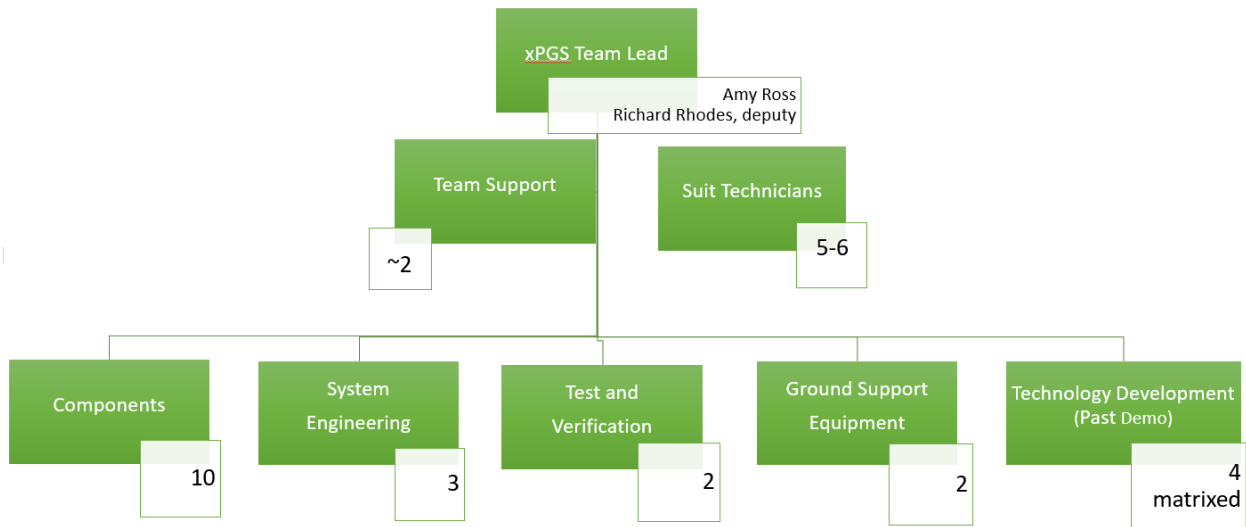 xPGS Team Lead
Amy Ross
Richard Rhodes, deputy
Team Support
~2
Suit Technicians
5-6
Components
10
System
Engineering
3
Test and
Verification
2
Ground Support
Equipment
2
Technology Development
(Past Demo)
4
matrixed